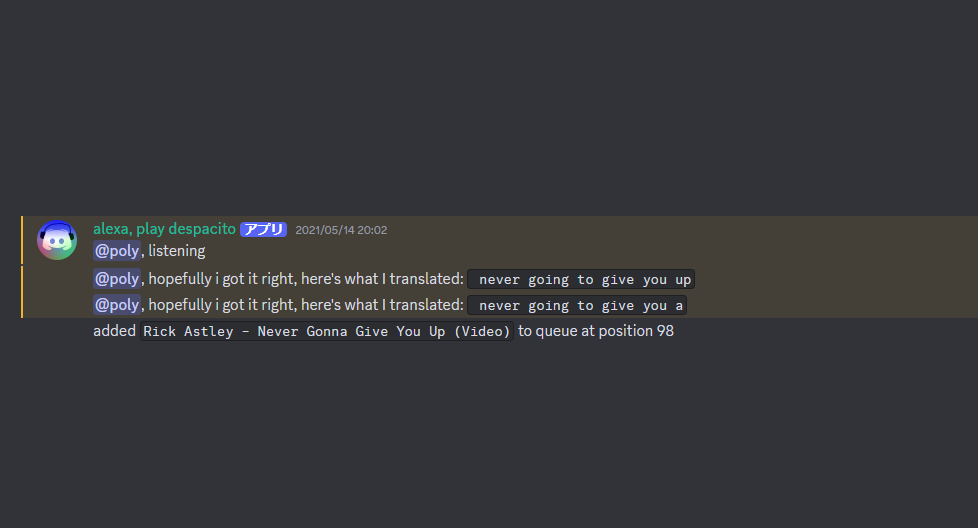 alexa, play despacito アプリ 2021/05/14 20:02
@poly, listening
@poly, hopefully i got it right, here's what I translated: never going to give you up
@poly, hopefully i got it right, here's what I translated: never going to give you a
added Rick Astley - Never Gonna Give You Up (Video) to queue at position 98